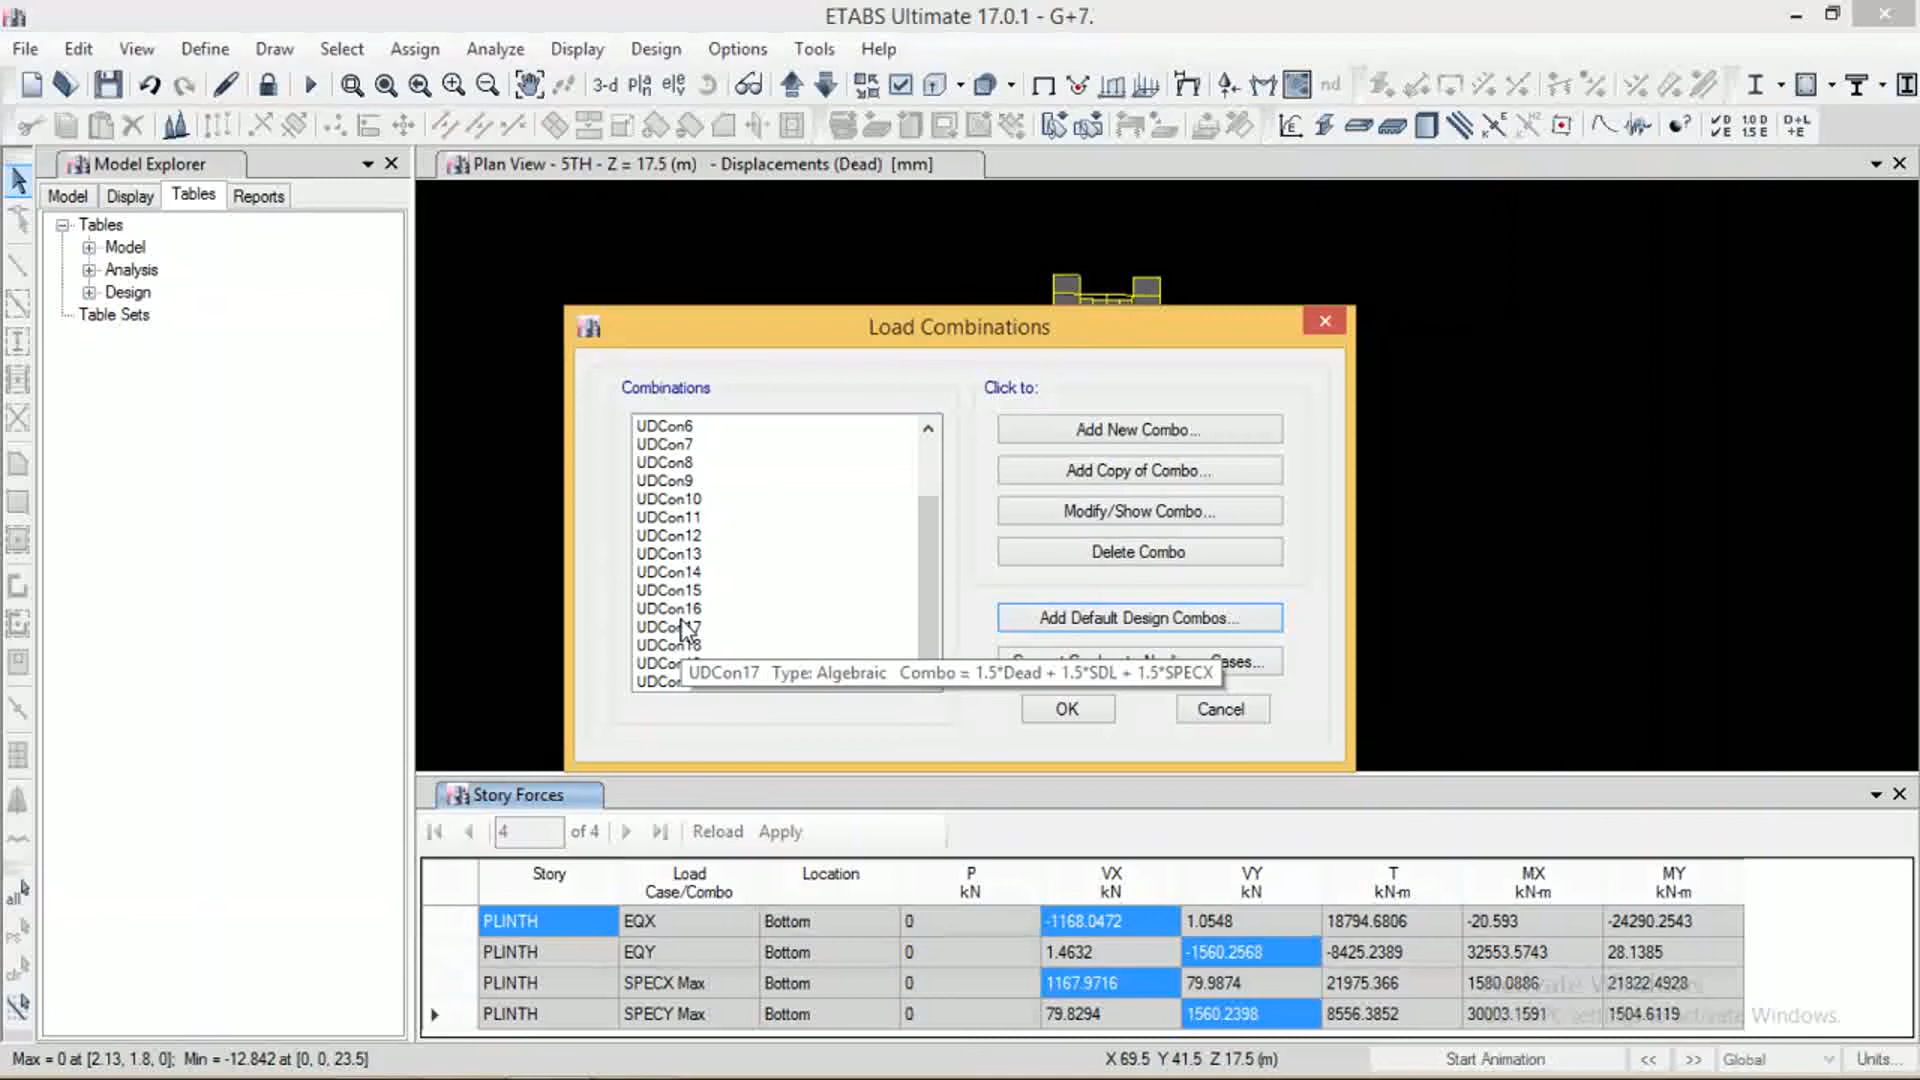 ETABS Ultimate 17.0.1 - G+7.
File Edit View Define Draw Select Assign Analyze Display Design Options Tools Help
3-d nd
Model Explorer
Plan View - 5TH - Z = 17.5 (m) - Displacements (Dead) [mm]
Model Display Tables Reports
Tables
Model
Analysis
Design
Table Sets
Load Combinations
Combinations
Click to:
UDCon6
UDCon7
UDCon8
UDCon9
UDCon10
UDCon11
UDCon12
UDCon13
UDCon14
UDCon15
UDCon16
UDCon17
UDCon18
Add New Combo...
Add Copy of Combo...
Modify/Show Combo...
Delete Combo
Add Default Design Combos...
Cases...
UDCon17 Type: Algebraic Combo = 1.5*Dead + 1.5*SDL + 1.5*SPECX
OK Cancel
Story Forces
4 of 4 Reload Apply
Story Load Case/Combo Location P kN VX kN VY kN T kN-m MX kN-m MY kN-m
PLINTH EQX Bottom 0 -1168.0472 1.0548 18794.6806 -20.593 -24290.2543
PLINTH EQY Bottom 0 1.4632 -1560.2568 -8425.2389 32553.5743 28.1385
PLINTH SPECX Max Bottom 0 1167.9716 79.9874 21975.366 1580.0886 21822.4928
PLINTH SPECY Max Bottom 0 79.8294 1560.2398 8556.3852 30003.1591 1504.6119
Windows.
all
Max = 0 at [2.13, 1.8, 0]; Min = -12.842 at [0, 0, 23.5]
X 69.5 Y 41.5 Z 17.5 (m)
Start Animation << >> Global Units...